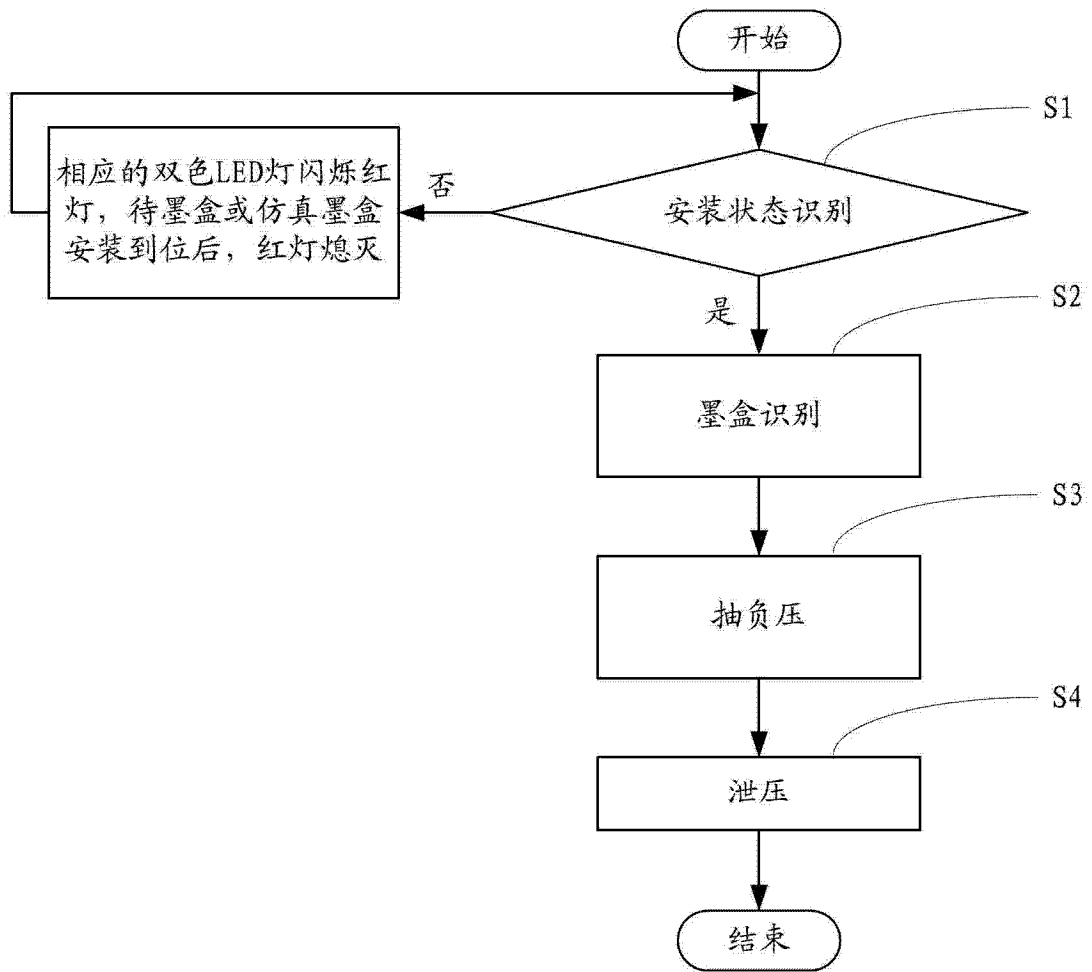 开始
S1
相应的双色LED灯闪烁红
灯，待墨盒或仿真墨盒
安装到位后，红灯熄灭
否
安装状态识别
是
S2
墨盒识别
S3
抽负压
S4
泄压
结束